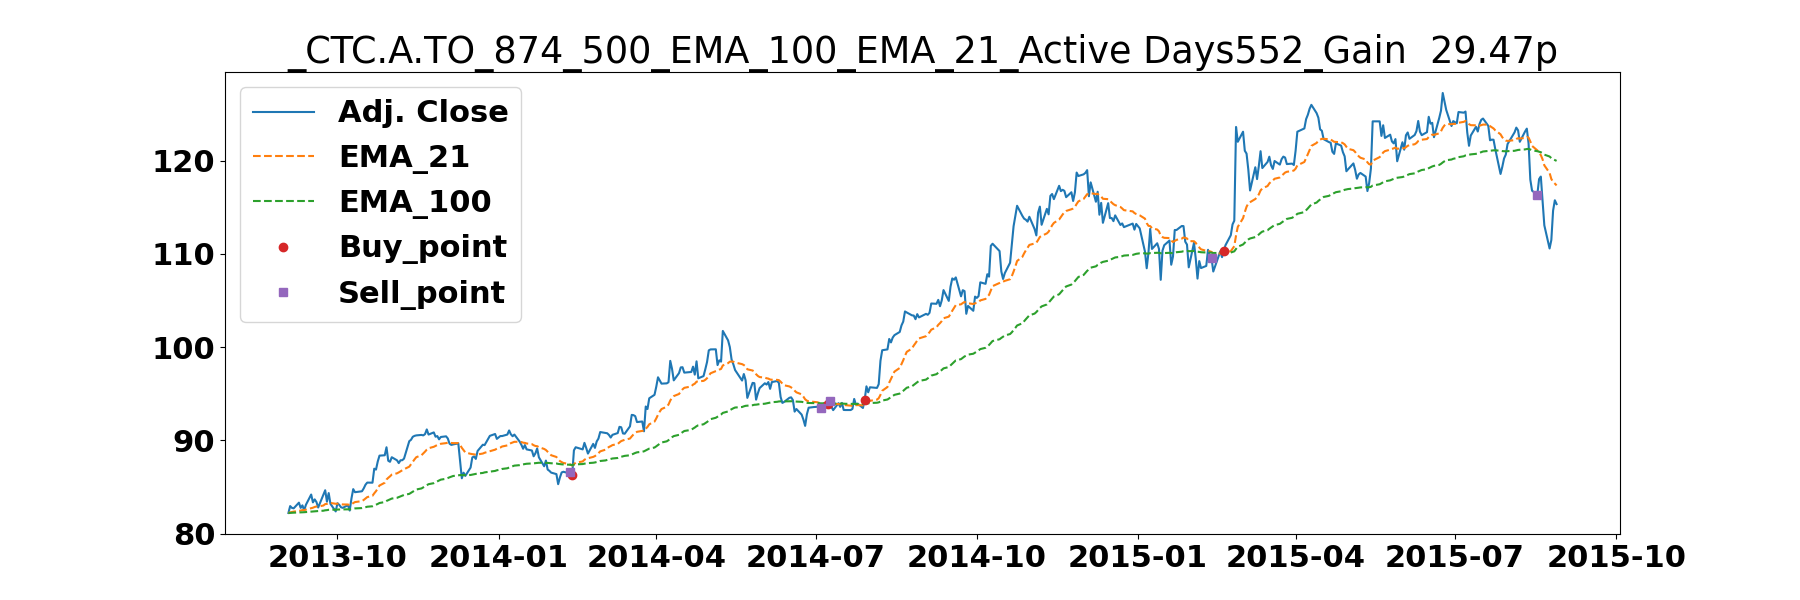 _CTC.A.TO_874_500_EMA_100_EMA_21_Active Days552_Gain  29.47p
Adj. Close
EMA_21
EMA_100
Buy_point
Sell_point
120
110
100
90
80
2013-10 2014-01 2014-04 2014-07 2014-10 2015-01 2015-04 2015-07 2015-10